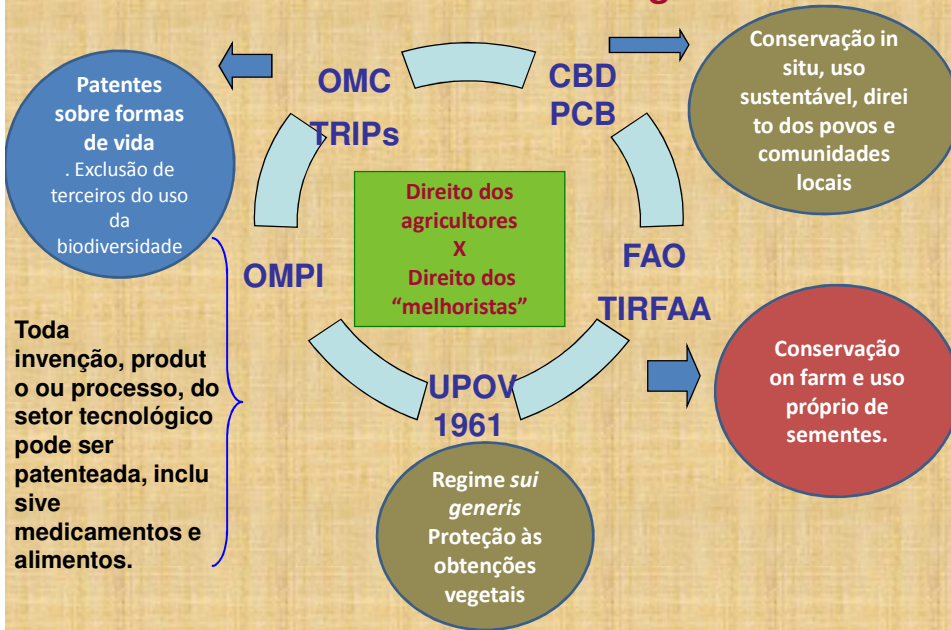 OMC
TRIPs
CBD
PCB
Conservação in
situ, uso
sustentável, direi
to dos povos e
comunidades
locais
Patentes
sobre formas
de vida
. Exclusão de
terceiros do uso
da
biodiversidade
Direito dos
agricultores
X
Direito dos
“melhoristas”
OMPI
FAO
TIRFAA
Toda
invenção, produt
o ou processo, do
setor tecnológico
pode ser
patenteada, inclu
sive
medicamentos e
alimentos.
Conservação
on farm e uso
próprio de
sementes.
UPOV
1961
Regime sui
generis
Proteção às
obtenções
vegetais